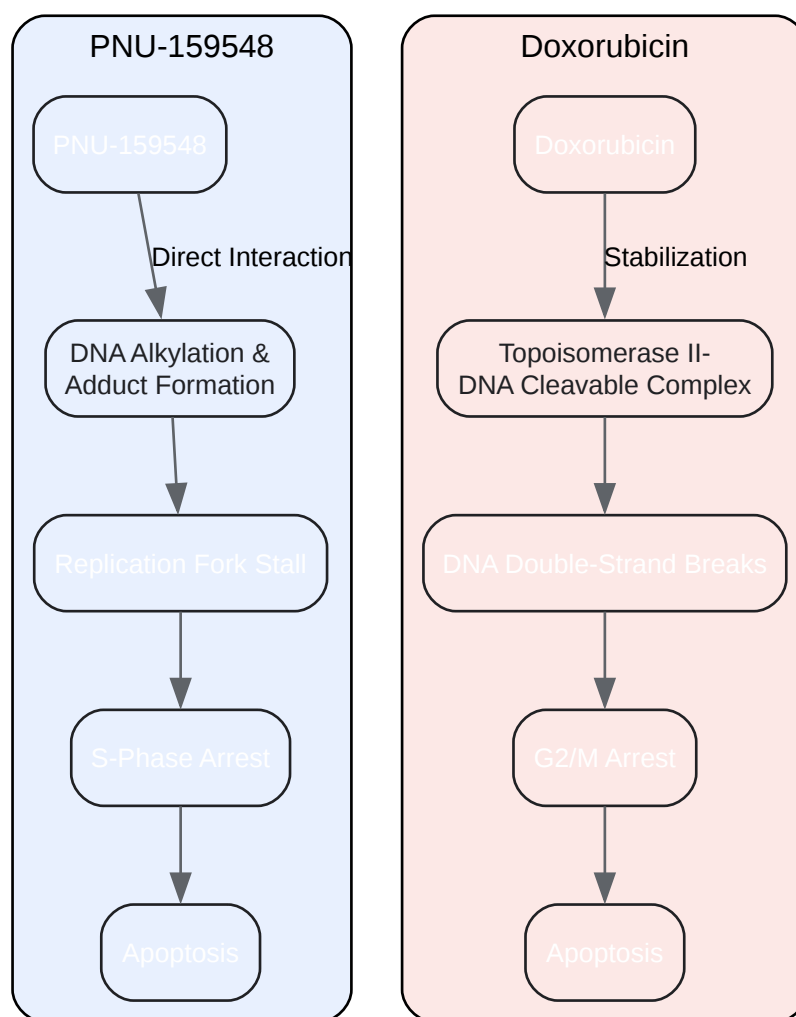 PNU-159548
PNU-159548
Direct Interaction
DNA Alkylation &
Adduct Formation
Replication Fork Stall
S-Phase Arrest
Apoptosis
Doxorubicin
Doxorubicin
Stabilization
Topoisomerase II-
DNA Cleavable Complex
DNA Double-Strand Breaks
G2/M Arrest
Apoptosis